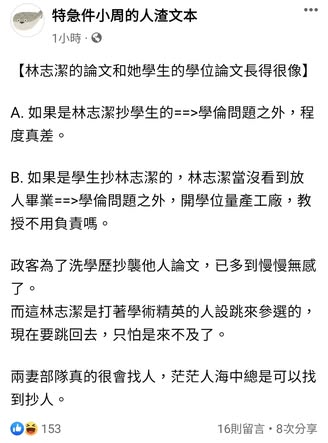 特急件小周的人渣文本
1小時 ·
【林志潔的論文和她學生的學位論文長得很像】
A. 如果是林志潔抄學生的==>學倫問題之外，程
度真差。
B. 如果是學生抄林志潔的，林志潔當沒看到放
人畢業==>學倫問題之外，開學位量產工廠，教
授不用負責嗎。
政客為了洗學歷抄襲他人論文，已多到慢慢無感
了。
而這林志潔是打著學術精英的人設跳來參選的，
現在要跳回去，只怕是來不及了。
兩妻部隊真的很會找人，茫茫人海中總是可以找
到抄人。
153
16則留言・8次分享